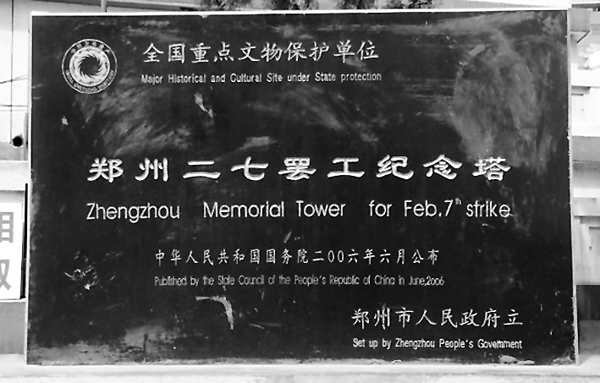 全国重点文物保护单位
Major Historical and Cultural Site under State protection
郑州二七罢工纪念塔
Zhengzhou Memorial Tower for Feb.7th strike
中华人民共和国国务院二〇〇六年六月公布
Published by the State Council of the People's Republic of China in June,2006
郑州市人民政府立
Set up by Zhengzhou People's Government